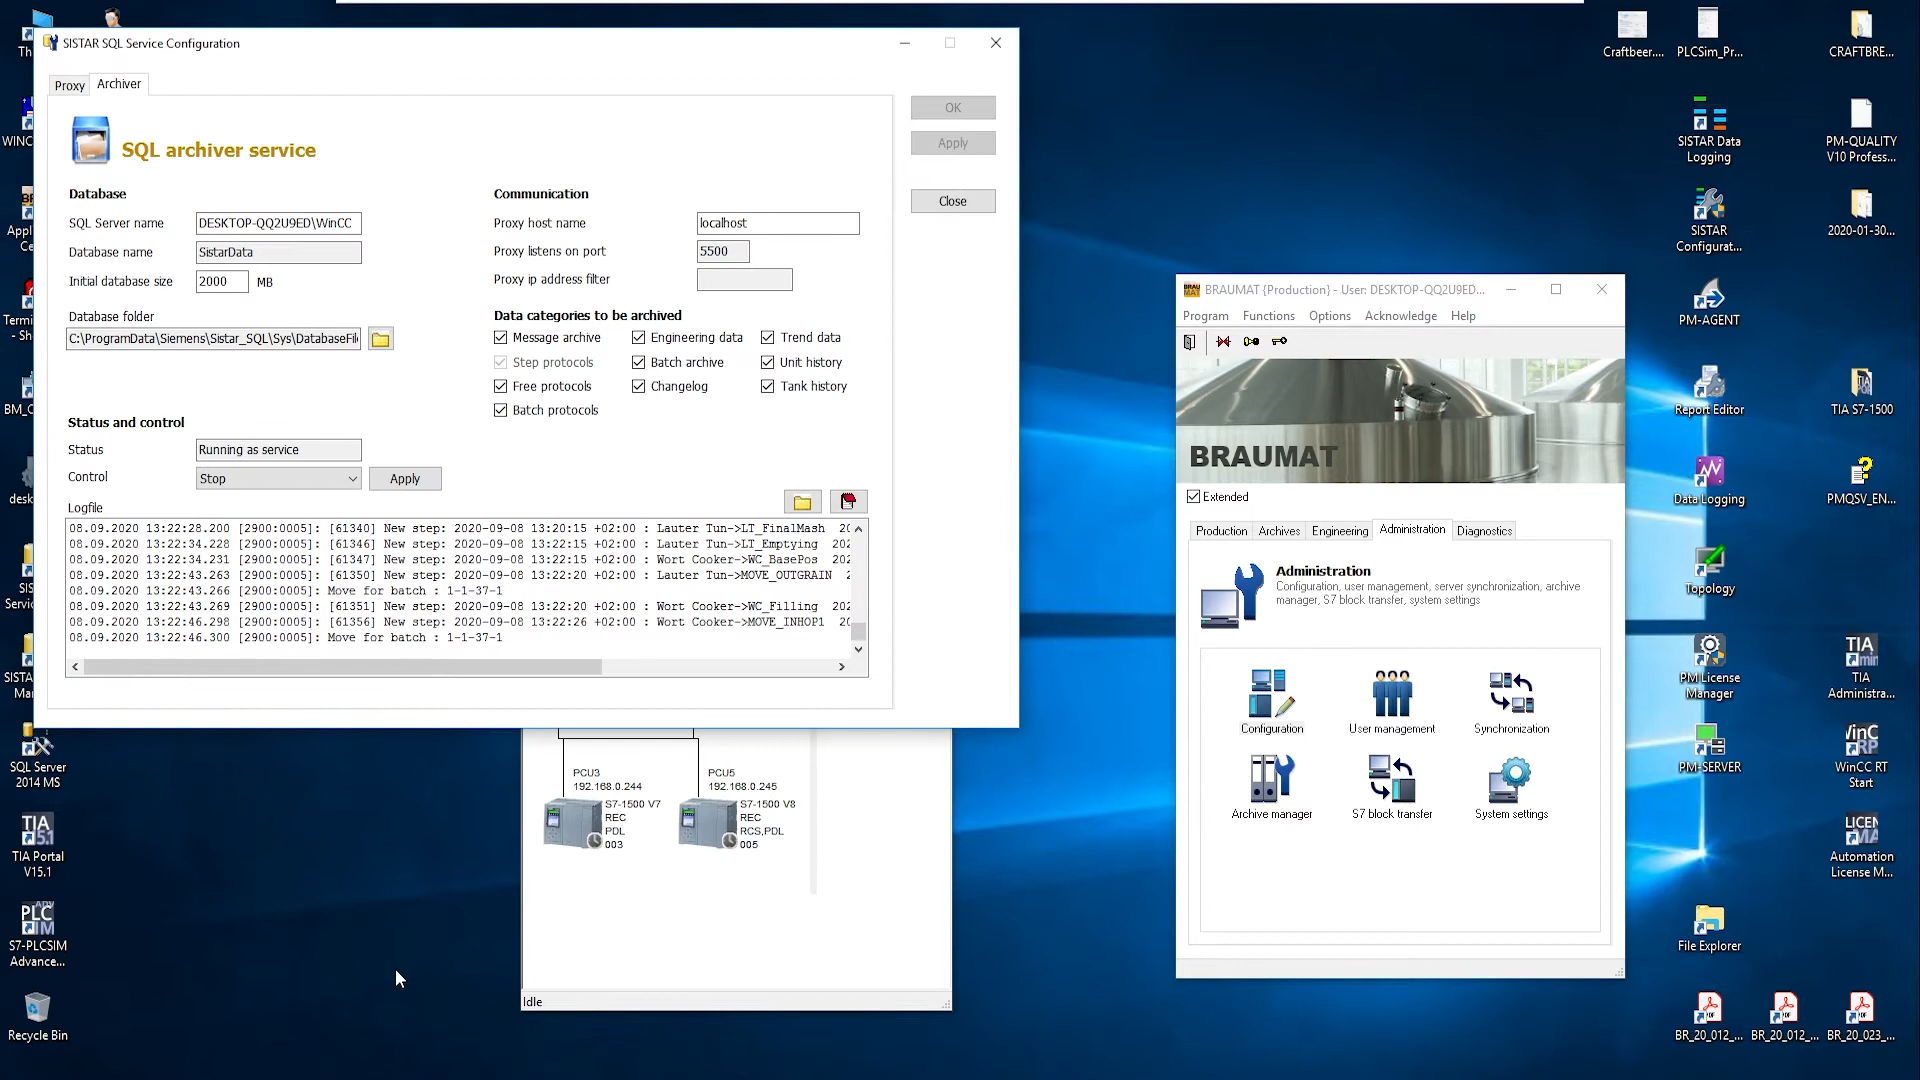 SISTAR SQL Service Configuration
Proxy
Archiver
SQL archiver service
OK
Apply
Close
Database
SQL Server name
DESKTOP-QQ2U9ED\WinCC
Database name
SistarData
Initial database size
2000
MB
Database folder
C:\ProgramData\Siemens\Sistar_SQL\Sys\DatabaseFil
Communication
Proxy host name
localhost
Proxy listens on port
5500
Proxy ip address filter
Data categories to be archived
Message archive
Engineering data
Trend data
Step protocols
Batch archive
Unit history
Free protocols
Changelog
Tank history
Batch protocols
Status and control
Status
Running as service
Control
Stop
Apply
Logfile
08.09.2020 13:22:28.200 [2900:0005]: [61340] New step: 2020-09-08 13:20:15 +02:00 : Lauter Tun->LT_FinalMash 20
08.09.2020 13:22:34.228 [2900:0005]: [61346] New step: 2020-09-08 13:22:15 +02:00 : Lauter Tun->LT_Emptying 202
08.09.2020 13:22:34.231 [2900:0005]: [61347] New step: 2020-09-08 13:22:15 +02:00 : Wort Cooker->WC_BasePos 202
08.09.2020 13:22:43.263 [2900:0005]: [61350] New step: 2020-09-08 13:22:20 +02:00 : Lauter Tun->MOVE_OUTGRAIN 2
08.09.2020 13:22:43.266 [2900:0005]: Move for batch : 1-1-37-1
08.09.2020 13:22:43.269 [2900:0005]: [61351] New step: 2020-09-08 13:22:20 +02:00 : Wort Cooker->WC_Filling 202
08.09.2020 13:22:46.298 [2900:0005]: [61356] New step: 2020-09-08 13:22:26 +02:00 : Wort Cooker->MOVE_INHOP1 20
08.09.2020 13:22:46.300 [2900:0005]: Move for batch : 1-1-37-1
PCU3
192.168.0.244
S7-1500 V7
REC
PDL
003
PCU5
192.168.0.245
S7-1500 V8
REC
RCS,PDL
005
Idle
BRAUMAT {Production} - User: DESKTOP-QQ2U9ED...
Program
Functions
Options
Acknowledge
Help
BRAUMAT
Extended
Production
Archives
Engineering
Administration
Diagnostics
Administration
Configuration, user management, server synchronization, archive
manager, S7 block transfer, system settings
Configuration
User management
Synchronization
Archive manager
S7 block transfer
System settings
SQL Server
2014 MS
TIA Portal
V15.1
S7-PLCSIM
Advance...
Recycle Bin
Craftbeer....
PLCSim_Pr...
CRAFTBRE...
SISTAR Data
Logging
PM-QUALITY
V10 Profess...
SISTAR
Configurat...
2020-01-30...
PM-AGENT
Report Editor
TIA S7-1500
Data Logging
PMQSV_EN...
Topology
PM License
Manager
TIA
Administra...
PM-SERVER
WinCC RT
Start
Automation
License M...
File Explorer
BR_20_012_...
BR_20_012_...
BR_20_023_...